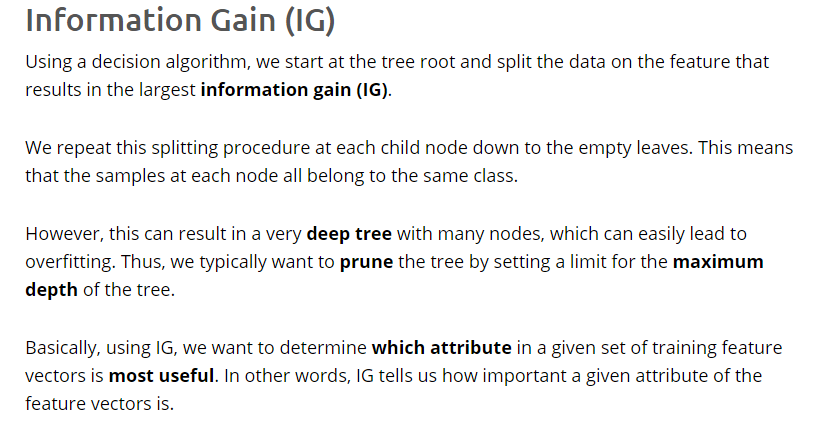 Information Gain (IG)
Using a decision algorithm, we start at the tree root and split the data on the feature that
results in the largest information gain (IG).
We repeat this splitting procedure at each child node down to the empty leaves. This means
that the samples at each node all belong to the same class.
However, this can result in a very deep tree with many nodes, which can easily lead to
overfitting. Thus, we typically want to prune the tree by setting a limit for the maximum
depth of the tree.
Basically, using IG, we want to determine which attribute in a given set of training feature
vectors is most useful. In other words, IG tells us how important a given attribute of the
feature vectors is.